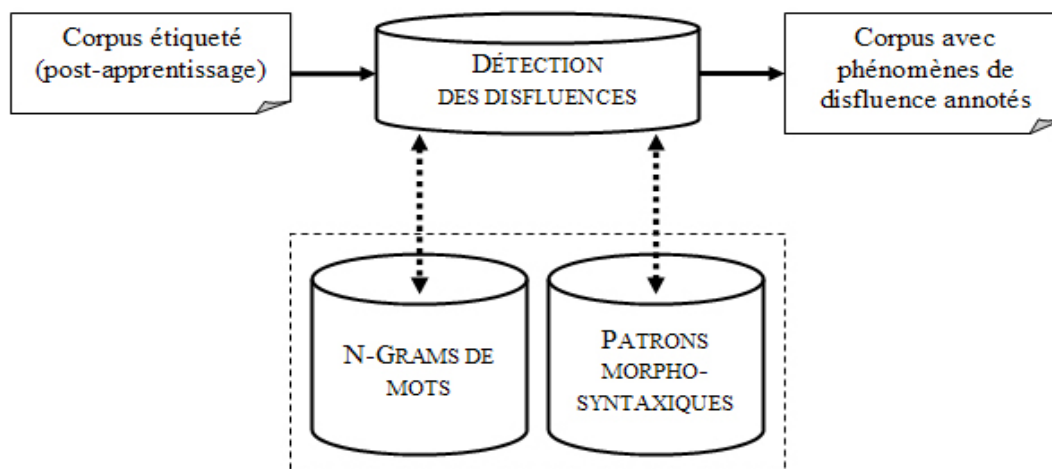 Corpus étiqueté
(post-apprentissage)
DÉTECTION
DES DISFLUENCES
Corpus avec
phénomènes de
disfluence annotés
N-GRAMS DE
MOTS
PATRONS
MORPHO-
SYNTAXIQUES